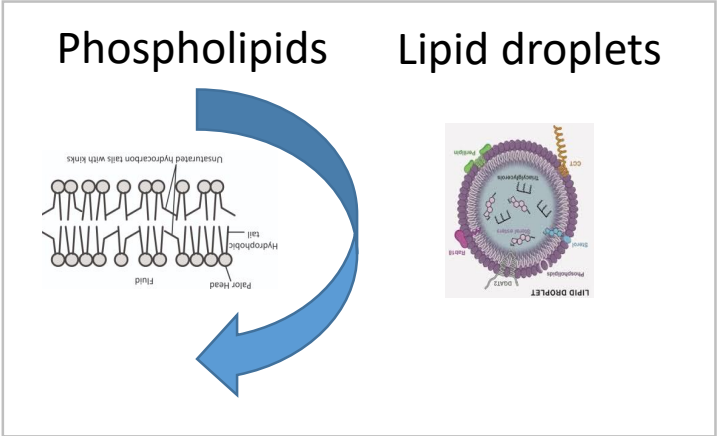 Phospholipids
Lipid droplets
Unsaturated hydrocarbon tails with kinks
Hydrophobic
tail
Fluid
Palor Head
LIPID DROPLET
DGAT2
Phospholipids
Rab18
Sterol
Sterol esters
Triacylglycerols
Perilipin
CCT